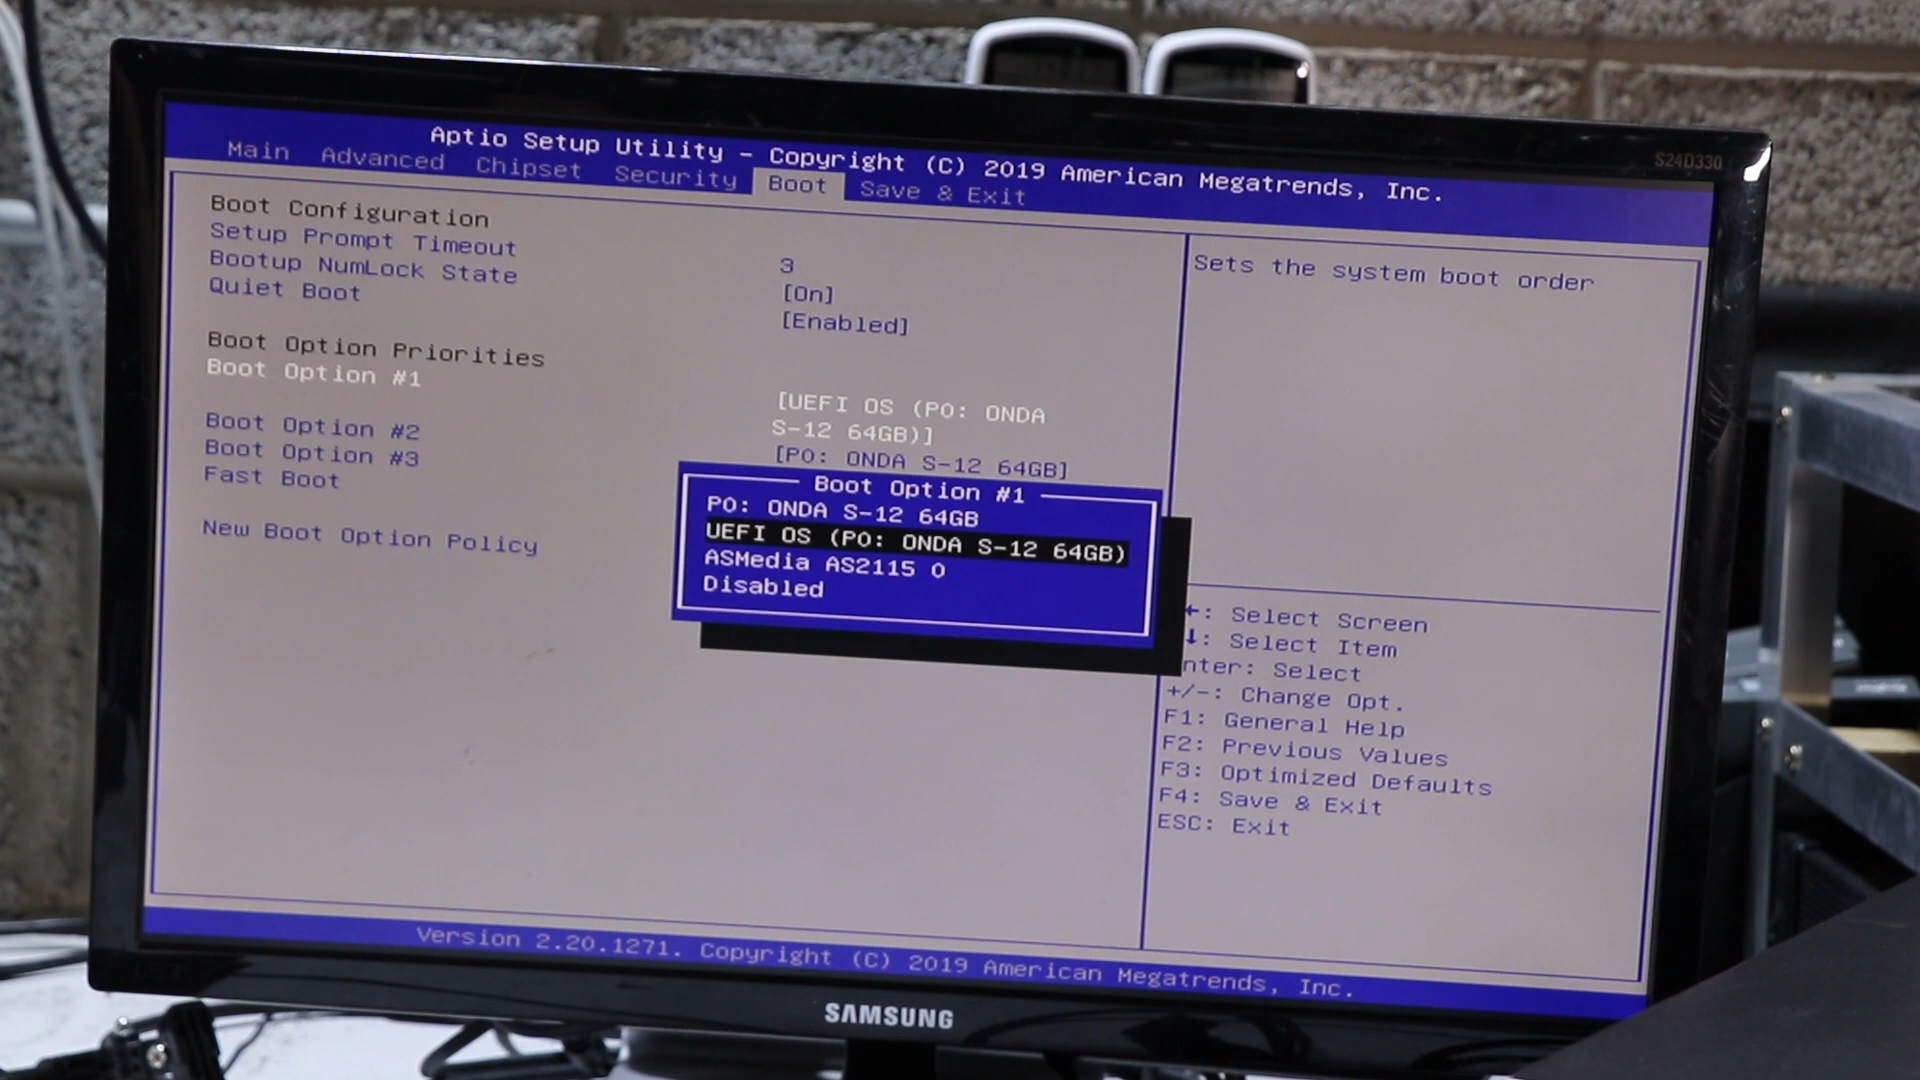 S24D330
Aptio Setup Utility – Copyright (C) 2019 American Megatrends, Inc.
Main Advanced Chipset Security Boot Save & Exit
Boot Configuration
Setup Prompt Timeout 3
Bootup NumLock State [On]
Quiet Boot [Enabled]
Boot Option Priorities
Boot Option #1 [UEFI OS (P0: ONDA
S-12 64GB)]
Boot Option #2 [P0: ONDA S-12 64GB]
Boot Option #3
Fast Boot
New Boot Option Policy
Boot Option #1
P0: ONDA S-12 64GB
UEFI OS (P0: ONDA S-12 64GB)
ASMedia AS2115 0
Disabled
Sets the system boot order
←: Select Screen
↓: Select Item
nter: Select
+/-: Change Opt.
F1: General Help
F2: Previous Values
F3: Optimized Defaults
F4: Save & Exit
ESC: Exit
Version 2.20.1271. Copyright (C) 2019 American Megatrends, Inc.
SAMSUNG